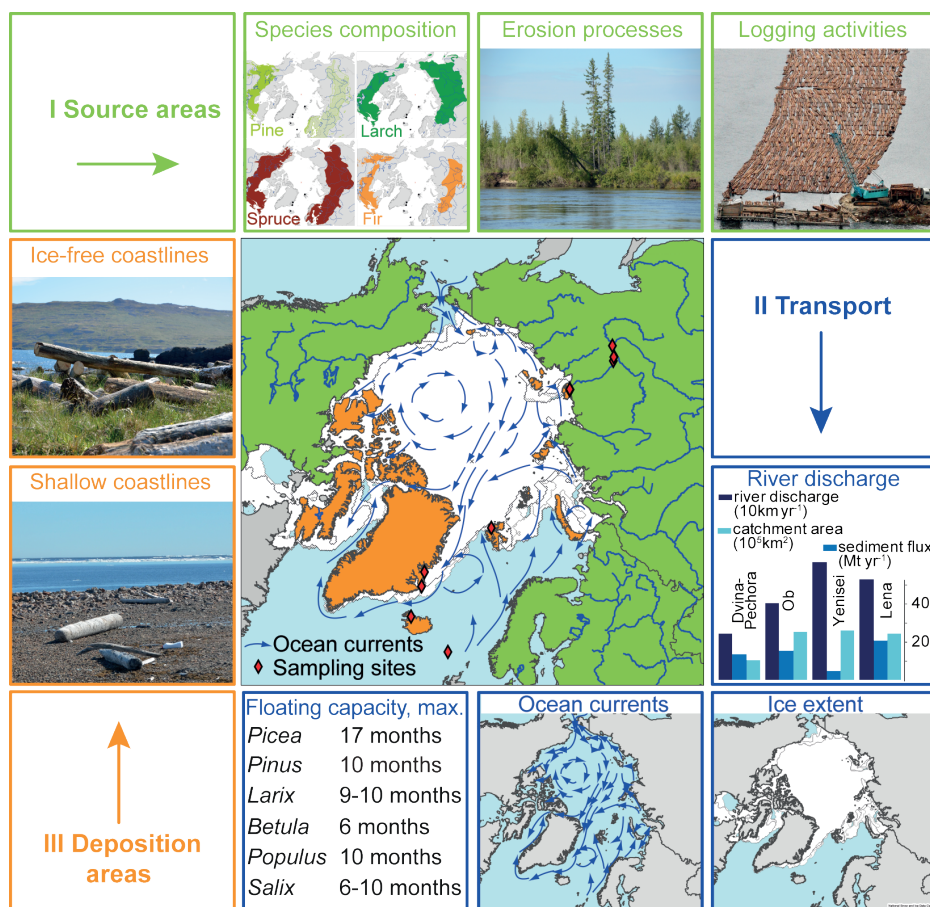 I Source areas
Species composition
Pine
Larch
Spruce
Fir
Erosion processes
Logging activities
Ice-free coastlines
Shallow coastlines
Ocean currents
Sampling sites
II Transport
River discharge
river discharge
(10km yr⁻¹)
catchment area
(10⁵km²)
sediment flux
(Mt yr⁻¹)
Dvina-
Pechora
Ob
Yenisei
Lena
40
20
III Deposition
areas
Floating capacity, max.
Picea 17 months
Pinus 10 months
Larix 9-10 months
Betula 6 months
Populus 10 months
Salix 6-10 months
Ocean currents
Ice extent